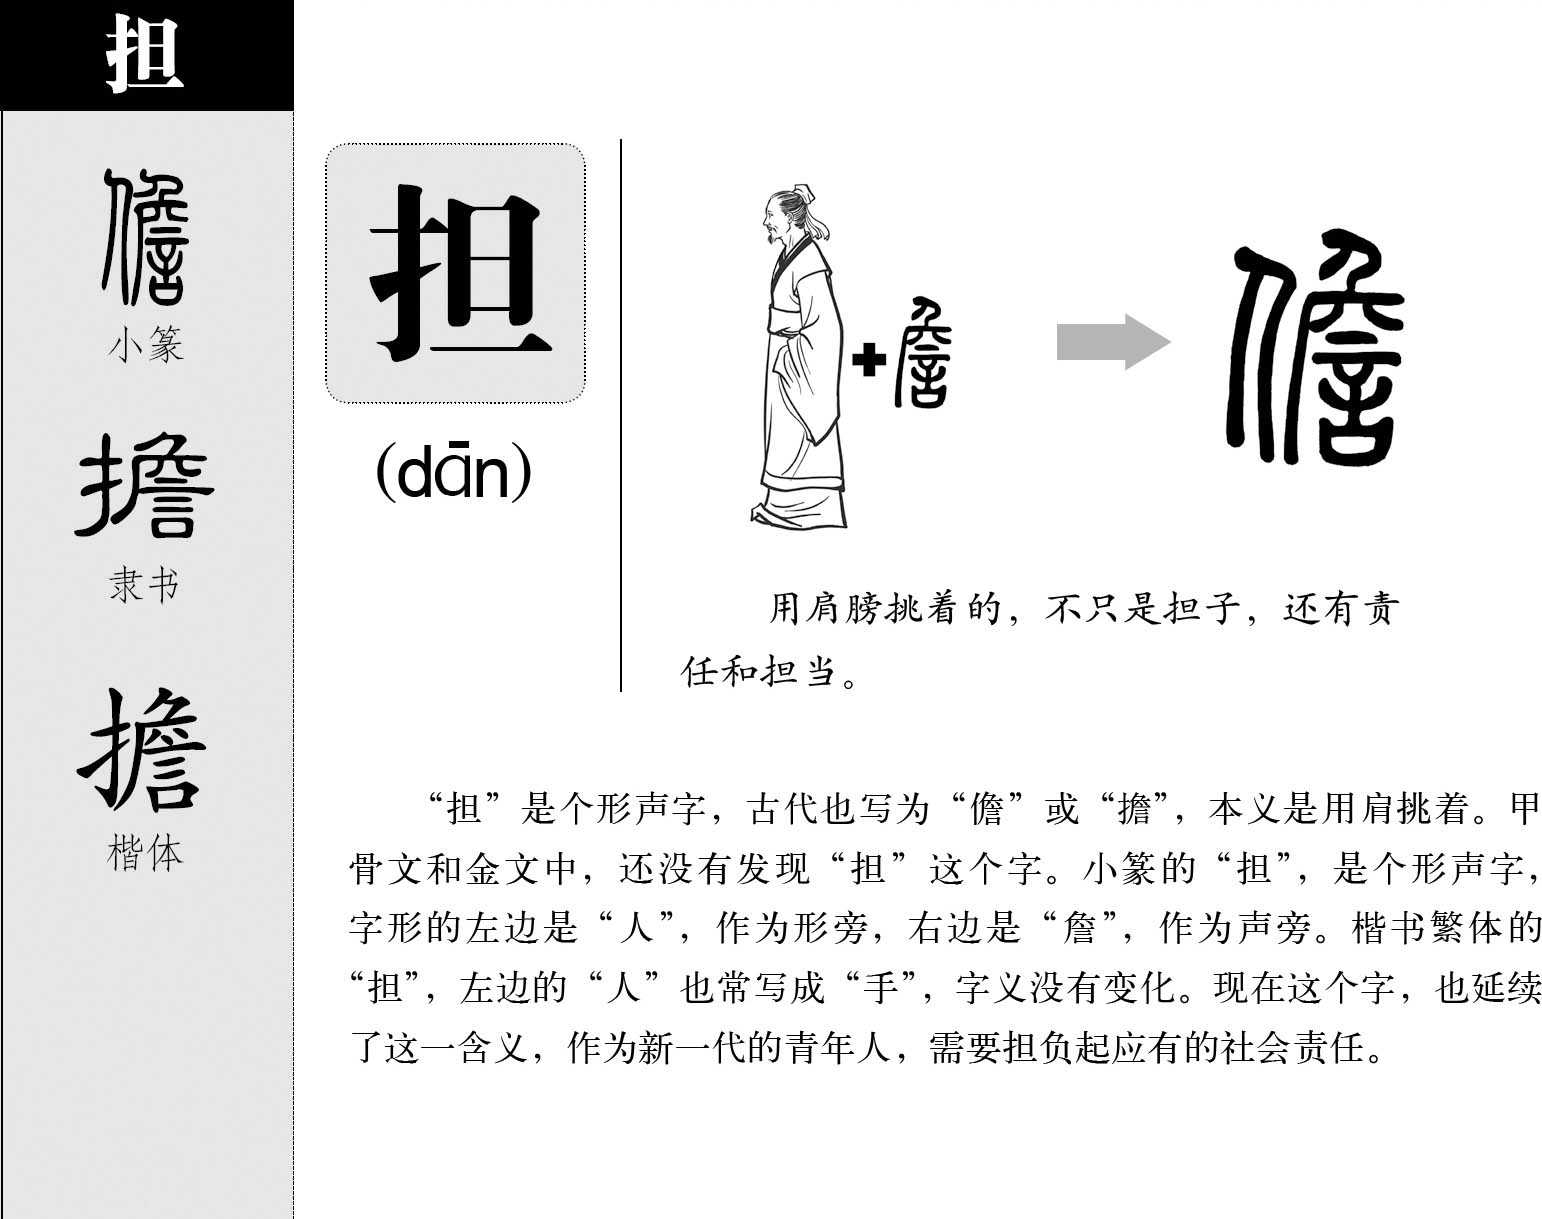 担
儋
小篆
擔
隶书
擔
楷体
担
(dān)
詹
儋
用肩膀挑着的，不只是担子，还有责
任和担当。
“担”是个形声字，古代也写为“儋”或“擔”，本义是用肩挑着。甲
骨文和金文中，还没有发现“担”这个字。小篆的“担”，是个形声字，
字形的左边是“人”，作为形旁，右边是“詹”，作为声旁。楷书繁体的
“担”，左边的“人”也常写成“手”，字义没有变化。现在这个字，也延续
了这一含义，作为新一代的青年人，需要担负起应有的社会责任。